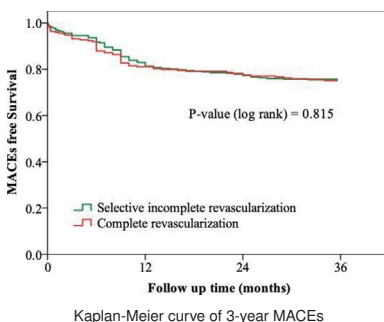 MACEs free Survival
1.0
0.8
0.6
0.4
0.2
0.0
P-value (log rank) = 0.815
Selective incomplete revascularization
Complete revascularization
0 12 24 36
Follow up time (months)
Kaplan-Meier curve of 3-year MACEs